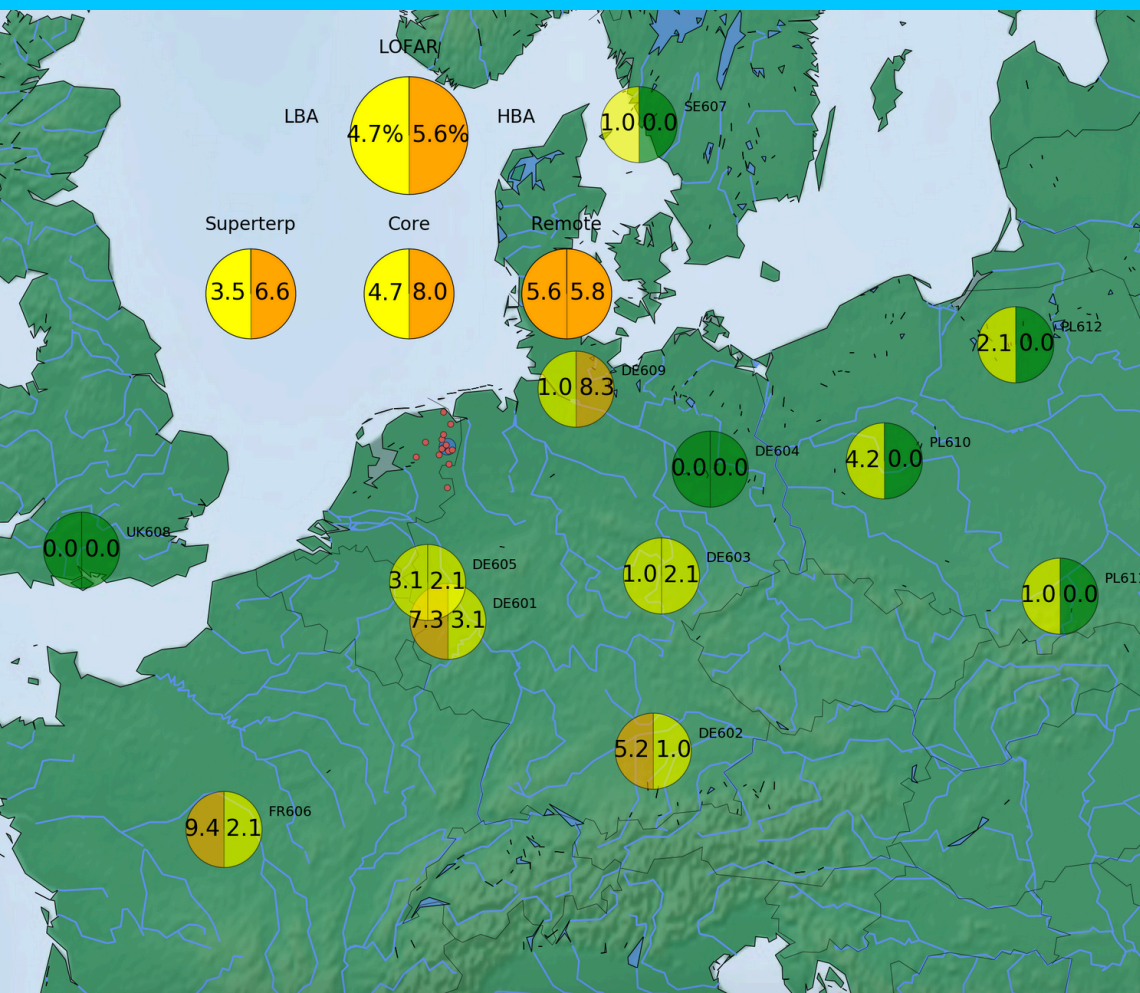 LOFAR
LBA
HBA
4.7% 5.6%
SE607
1.0 0.0
Superterp
Core
Remote
3.5 6.6
4.7 8.0
5.6 5.8
PL612
2.1 0.0
DE609
1.0 8.3
PL610
4.2 0.0
DE604
0.0 0.0
UK608
0.0 0.0
DE605
3.1 2.1
DE603
1.0 2.1
DE601
7.3 3.1
1.0 0.0
DE602
5.2 1.0
FR606
9.4 2.1